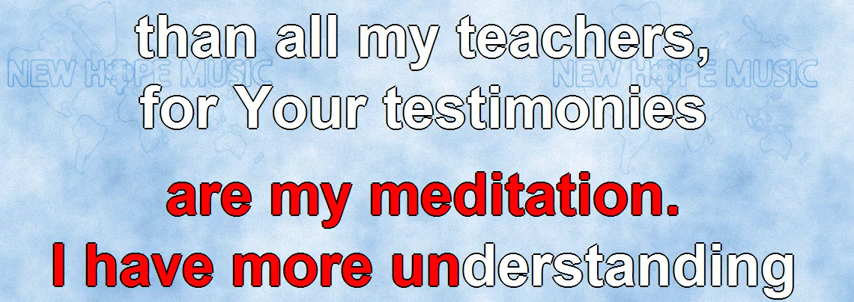 than all my teachers,
NEW HOPE MUSIC NEW HOPE MUSIC
for Your testimonies
are my meditation.
I have more understanding